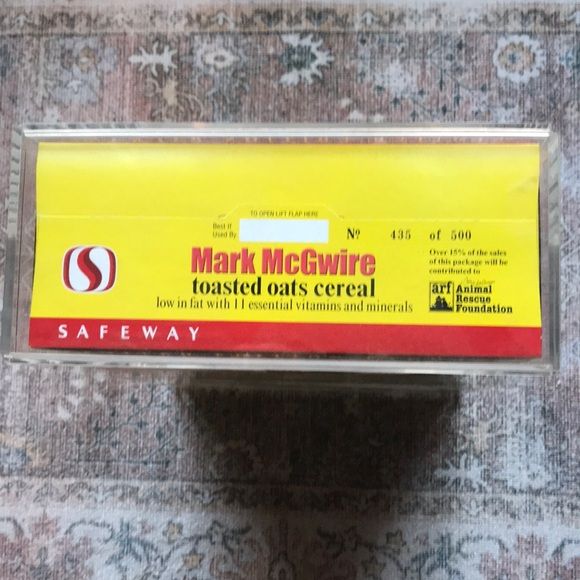 TO OPEN LIFT FLAP HERE
Best If
Used By
Nº 435 of 500
Mark McGwire
toasted oats cereal
low in fat with 11 essential vitamins and minerals
Over 15% of the sales
of this package will be
contributed to
arf Animal
Rescue
Foundation
S
SAFEWAY